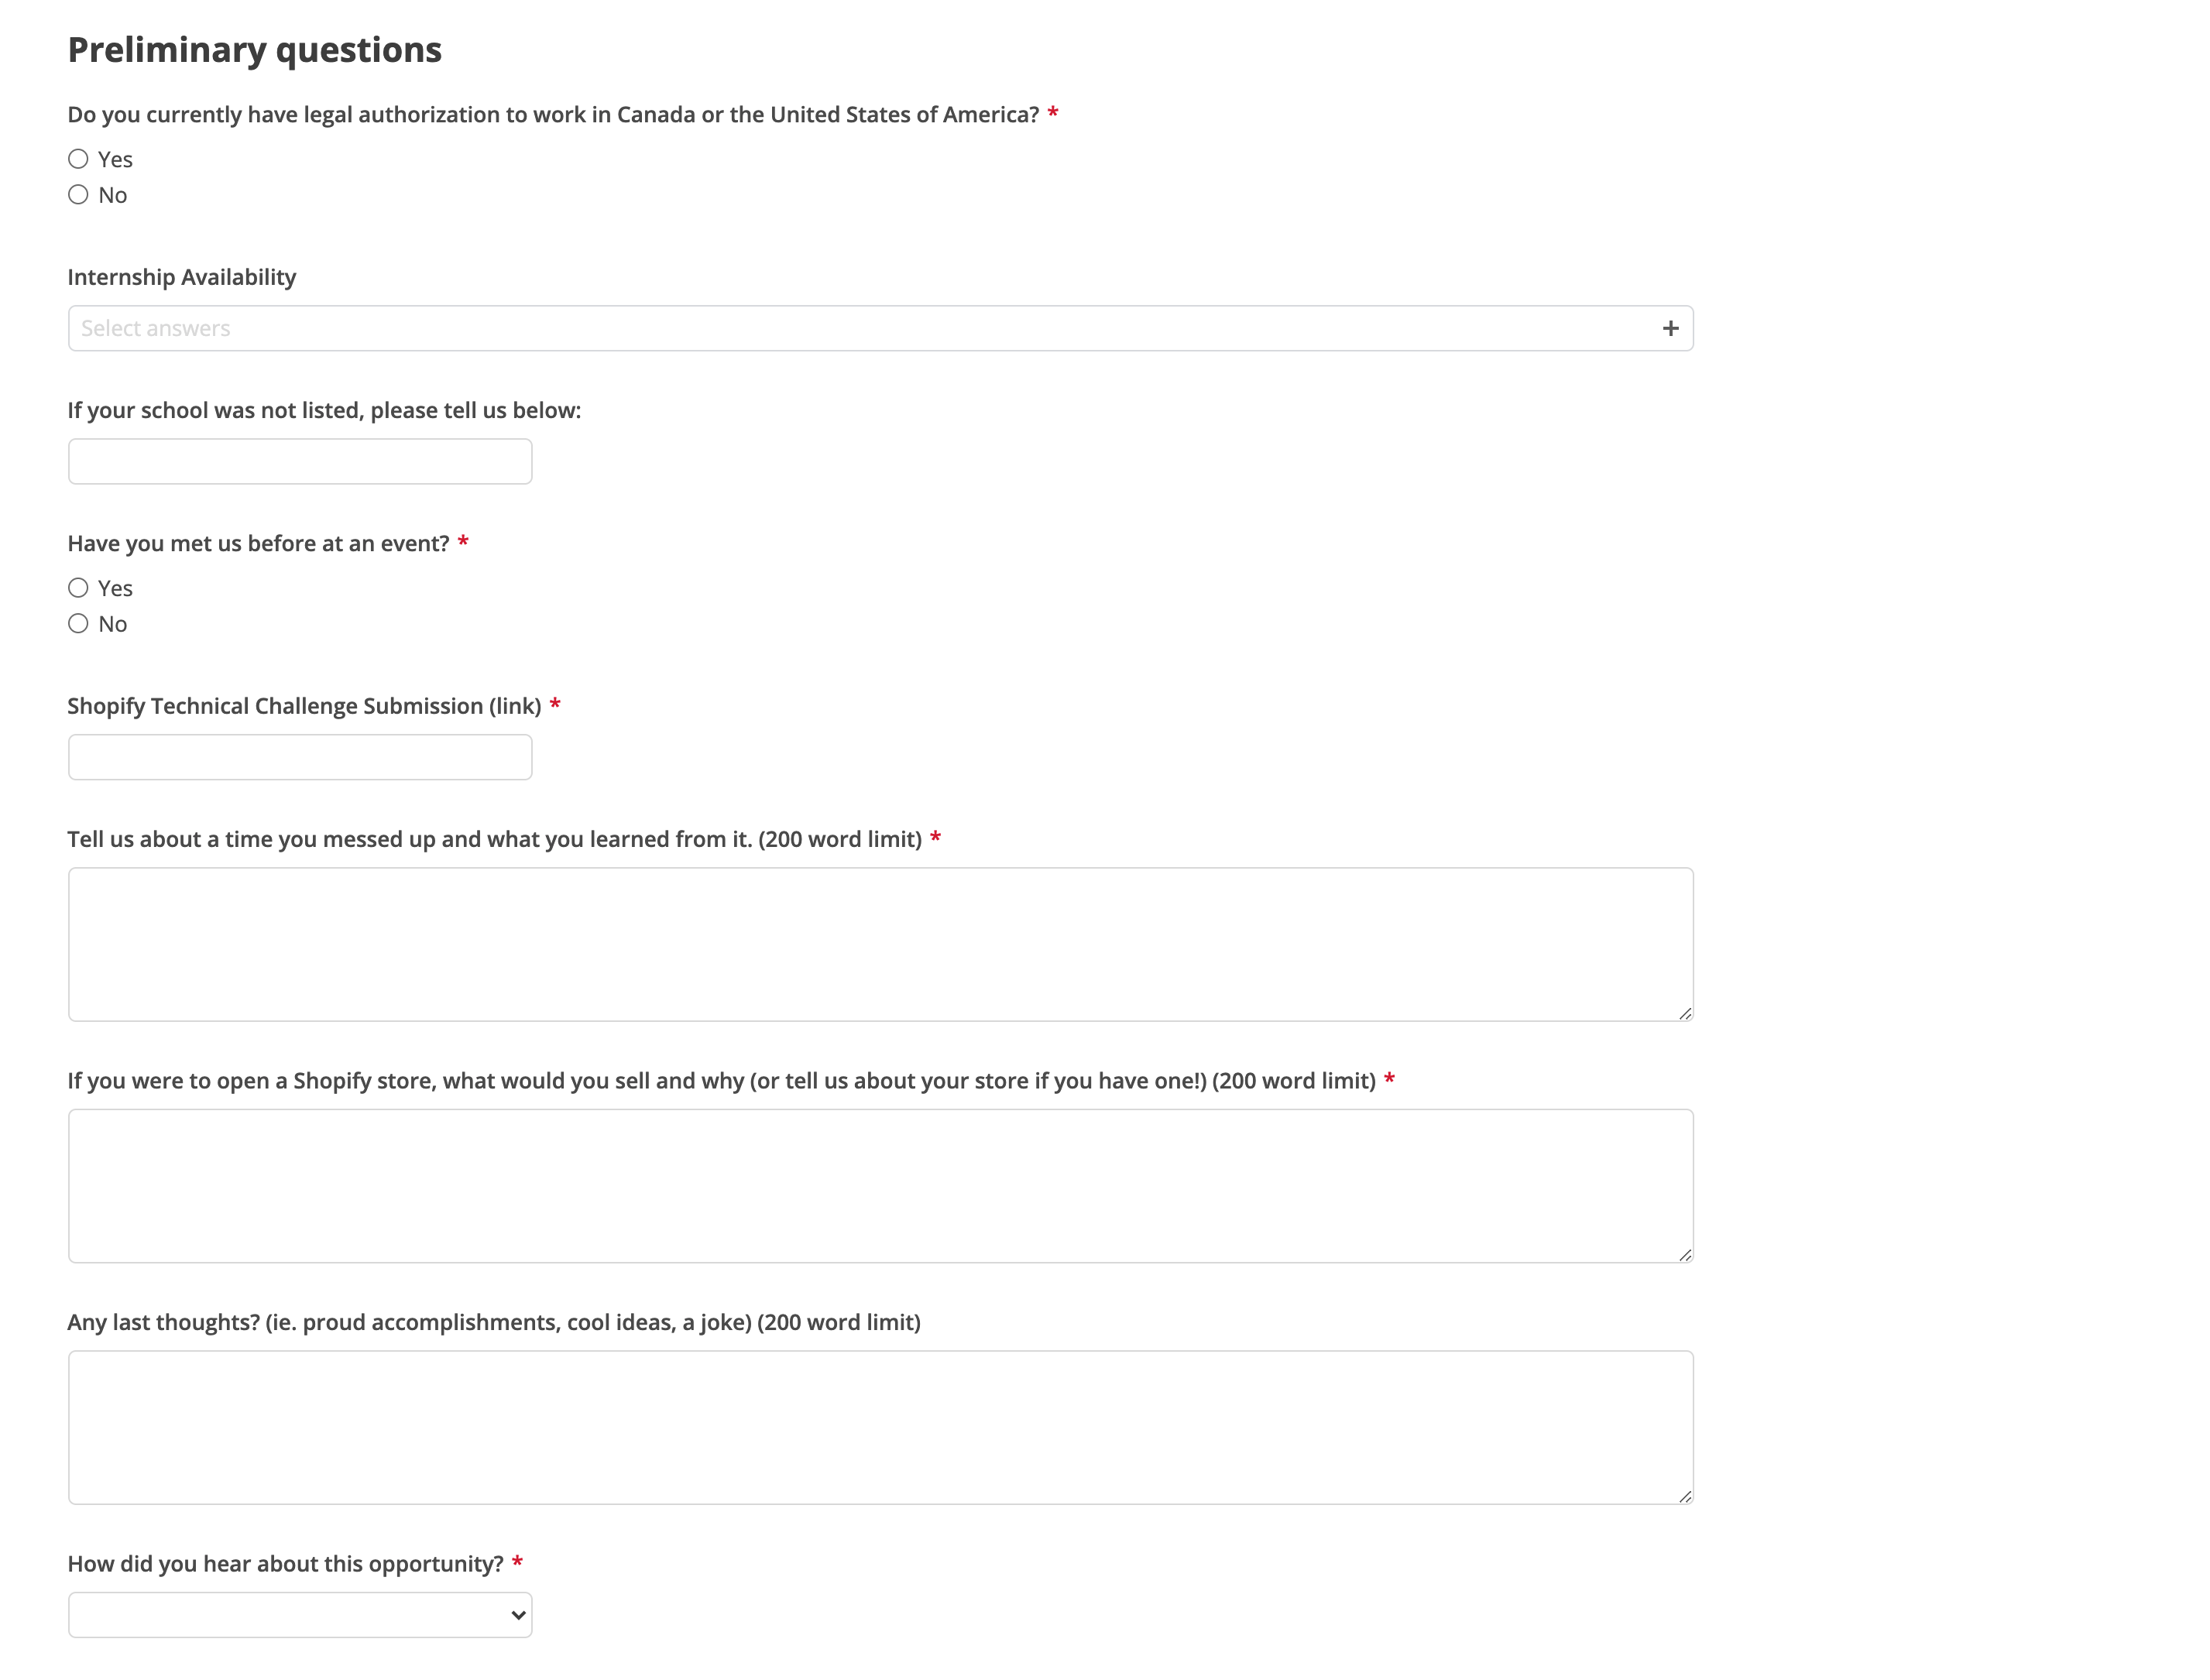 Preliminary questions
Do you currently have legal authorization to work in Canada or the United States of America? *
Yes
No
Internship Availability
Select answers
If your school was not listed, please tell us below:
Have you met us before at an event? *
Yes
No
Shopify Technical Challenge Submission (link) *
Tell us about a time you messed up and what you learned from it. (200 word limit) *
If you were to open a Shopify store, what would you sell and why (or tell us about your store if you have one!) (200 word limit) *
Any last thoughts? (ie. proud accomplishments, cool ideas, a joke) (200 word limit)
How did you hear about this opportunity? *